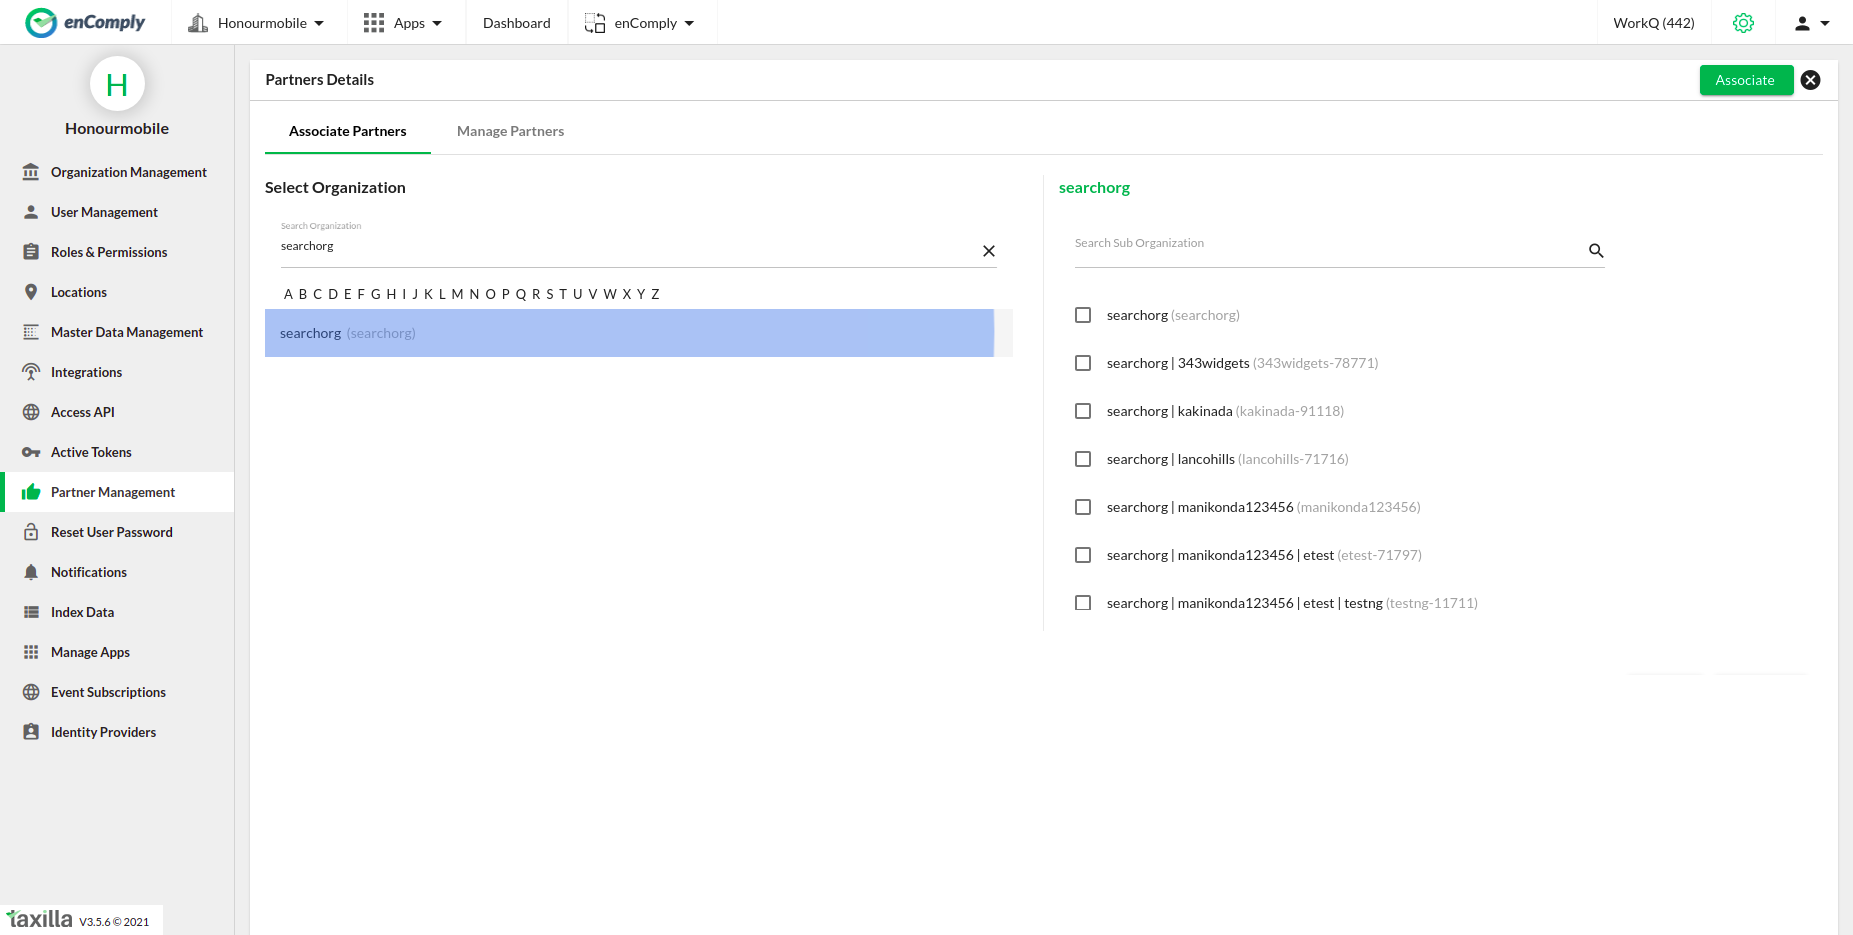 enComply
Honourmobile
Apps
Dashboard
enComply
WorkQ (442)
H
Honourmobile
Organization Management
User Management
Roles & Permissions
Locations
Master Data Management
Integrations
Access API
Active Tokens
Partner Management
Reset User Password
Notifications
Index Data
Manage Apps
Event Subscriptions
Identity Providers
taxilla V3.5.6 © 2021
Partners Details
Associate
Associate Partners
Manage Partners
Select Organization
Search Organization
searchorg
A B C D E F G H I J K L M N O P Q R S T U V W X Y Z
searchorg (searchorg)
searchorg
Search Sub Organization
searchorg (searchorg)
searchorg | 343widgets (343widgets-78771)
searchorg | kakinada (kakinada-91118)
searchorg | lancohills (lancohills-71716)
searchorg | manikonda123456 (manikonda123456)
searchorg | manikonda123456 | etest (etest-71797)
searchorg | manikonda123456 | etest | testng (testng-11711)